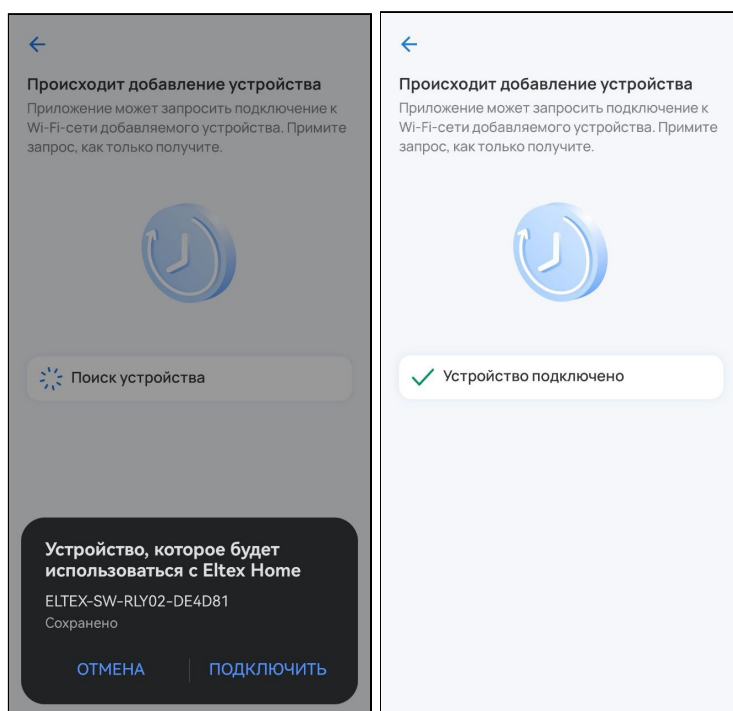 Происходит добавление устройства
Приложение может запросить подключение к
Wi-Fi-сети добавляемого устройства. Примите
запрос, как только получите.
Поиск устройства
Устройство, которое будет
использоваться с Eltex Home
ELTEX-SW-RLY02-DE4D81
Сохранено
ОТМЕНА
ПОДКЛЮЧИТЬ
Происходит добавление устройства
Приложение может запросить подключение к
Wi-Fi-сети добавляемого устройства. Примите
запрос, как только получите.
Устройство подключено